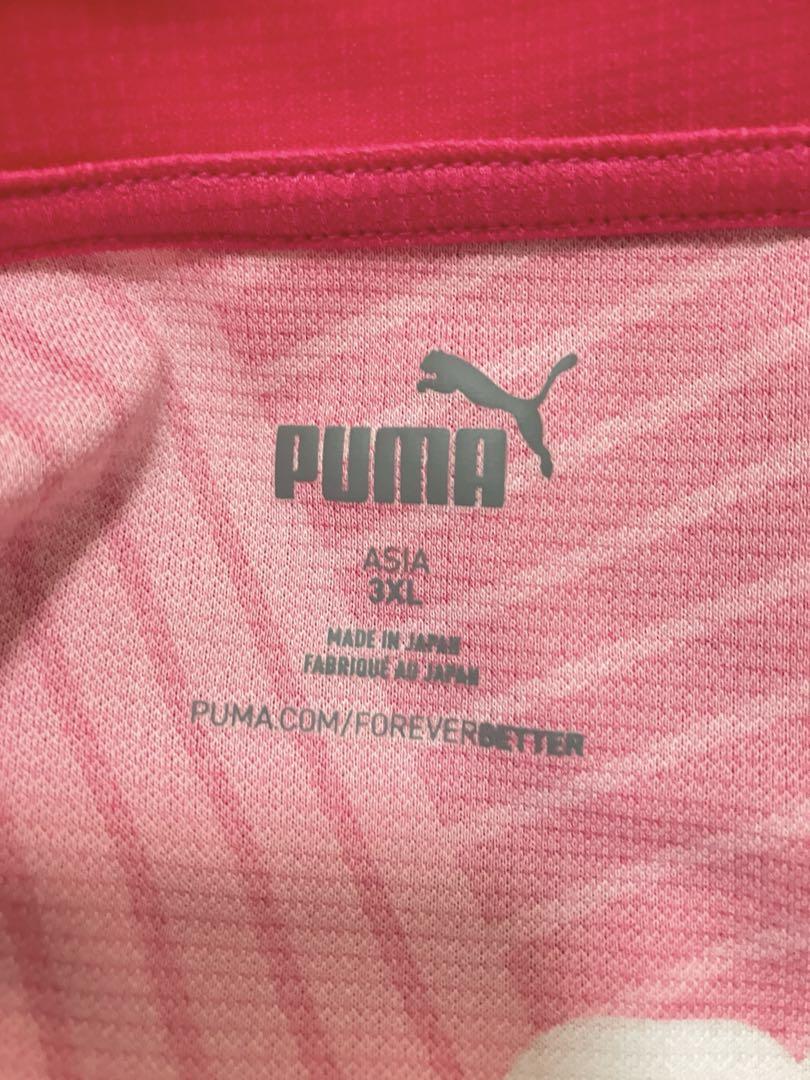 PUMA
ASIA
3XL
MADE IN JAPAN
FABRIQUÉ AU JAPAN
PUMA.COM/FOREVERBETTER